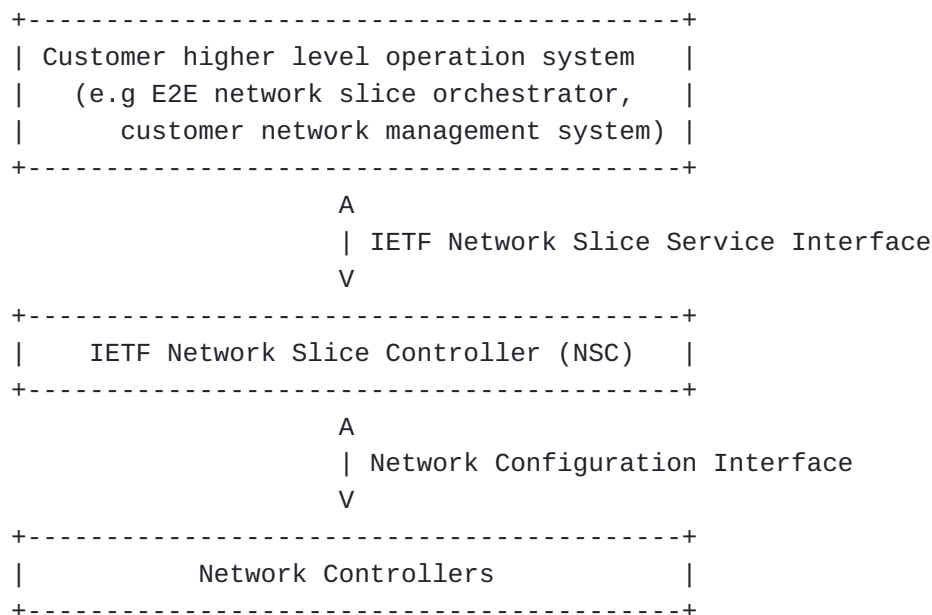 +------------------------------------------+
| Customer higher level operation system   |
|   (e.g E2E network slice orchestrator,   |
|      customer network management system) |
+------------------------------------------+
                     A
                     | IETF Network Slice Service Interface
                     V
+------------------------------------------+
|    IETF Network Slice Controller (NSC)   |
+------------------------------------------+
                     A
                     | Network Configuration Interface
                     V
+------------------------------------------+
|           Network Controllers            |
+------------------------------------------+